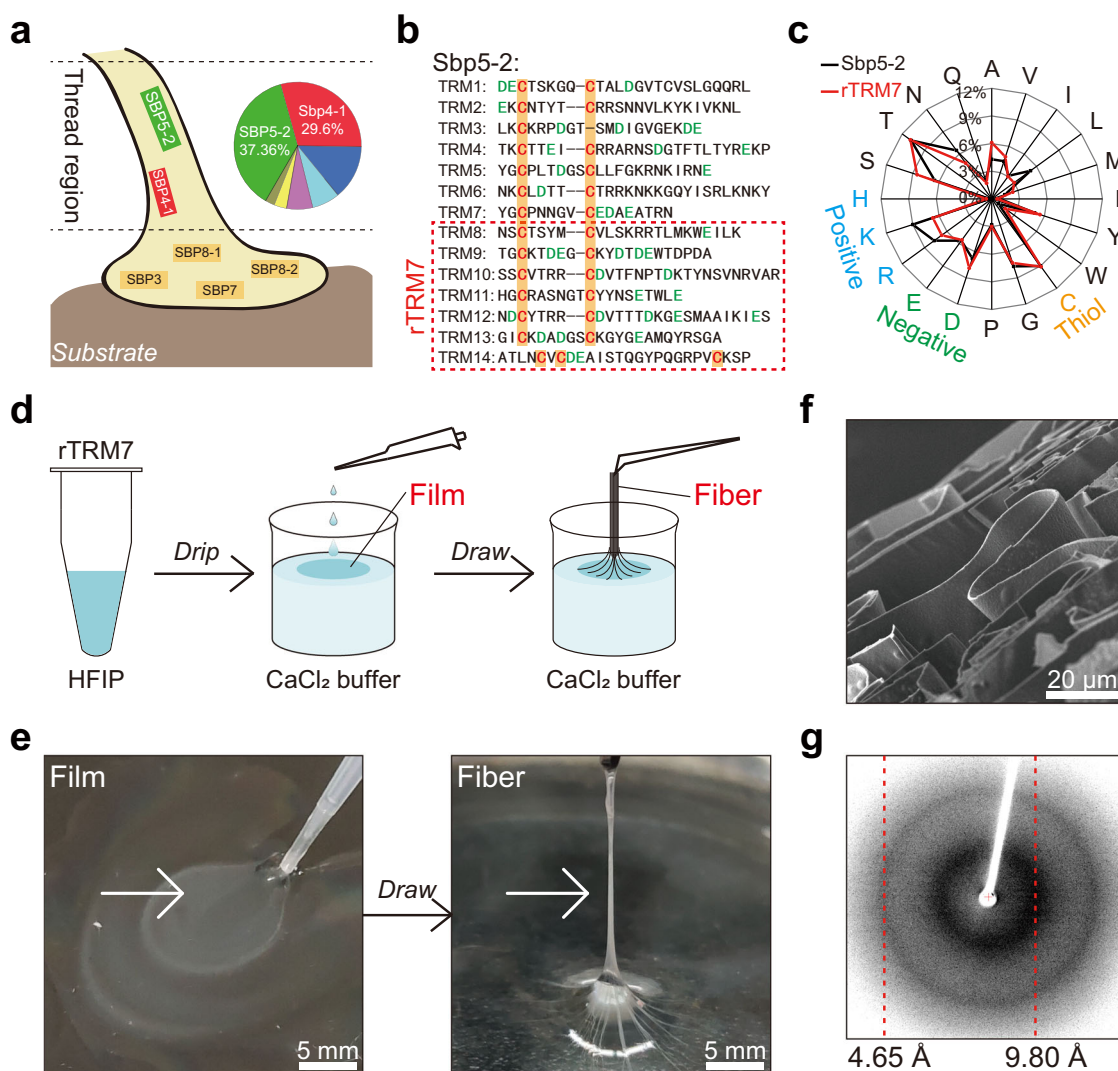 a
Thread region
SBP5-2
SBP4-1
SBP5-2
37.36%
Sbp4-1
29.6%
SBP8-1
SBP3
SBP8-2
SBP7
Substrate
b
Sbp5-2:
TRM1: DECTSKGQ–CTALDGVTCVSLGQQRL
TRM2: EKCNTYT––CRRSNNVLKYKIVKNL
TRM3: LKCKRPDGT–SMDIGVGEKDE
TRM4: TKCTTEI––CRRARNSDGTFTLTYREKP
TRM5: YGCPLTDGSCLLFGKRNKIRNE
TRM6: NKCLDTT––CTRRKNKKGQYISRLKNKY
TRM7: YGCPNNGV–CEDAEATRN
TRM8: NSCTSYM––CVLSKRRTLMKWEILK
TRM9: TGCKTDEG–CKYDTDEWTDPDA
TRM10: SSCVTRR––CDVTFNPTDKTYNSVNRVAR
TRM11: HGCRASNGTCYYNSETWLE
TRM12: NDCYTRR––CDVTTTDKGESMAAIKIES
TRM13: GICKDADGSCKGYGEAMQYRSGA
TRM14: ATLNCVCDEAISTQGYPQGRPVCKSP
rTRM7
c
Sbp5-2
rTRM7
12%
9%
6%
3%
0%
A
V
I
L
M
Y
W
C
G
P
D
E
R
K
H
S
T
N
Q
Positive
Negative
Thiol
d
rTRM7
HFIP
Drip
Film
CaCl₂ buffer
Draw
Fiber
CaCl₂ buffer
e
Film
5 mm
Draw
Fiber
5 mm
f
20 µm
g
4.65 Å
9.80 Å